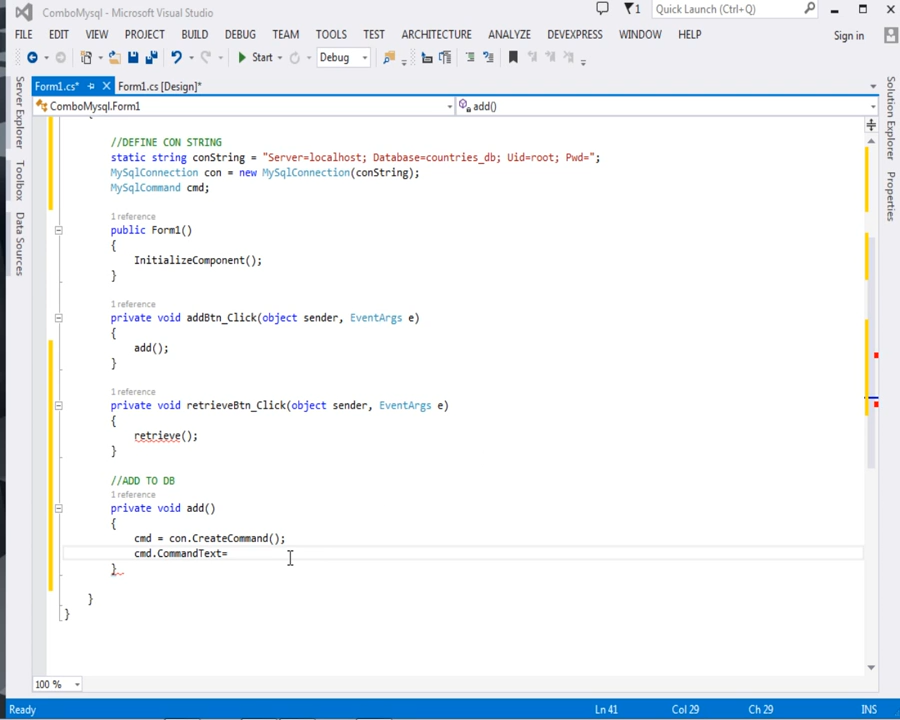 ComboMysql - Microsoft Visual Studio
1
Quick Launch (Ctrl+Q)
FILE EDIT VIEW PROJECT BUILD DEBUG TEAM TOOLS TEST ARCHITECTURE ANALYZE DEVEXPRESS WINDOW HELP
Sign in
Start
Debug
Form1.cs*
Form1.cs [Design]*
ComboMysql.Form1
add()
Server Explorer
Toolbox
Data Sources
Solution Explorer
Properties
{
//DEFINE CON STRING
static string conString = "Server=localhost; Database=countries_db; Uid=root; Pwd=";
MySqlConnection con = new MySqlConnection(conString);
MySqlCommand cmd;
1 reference
public Form1()
{
InitializeComponent();
}
1 reference
private void addBtn_Click(object sender, EventArgs e)
{
add();
}
1 reference
private void retrieveBtn_Click(object sender, EventArgs e)
{
retrieve();
}
//ADD TO DB
1 reference
private void add()
{
cmd = con.CreateCommand();
cmd.CommandText=
}
}
}
100 %
Ready
Ln 41
Col 29
Ch 29
INS